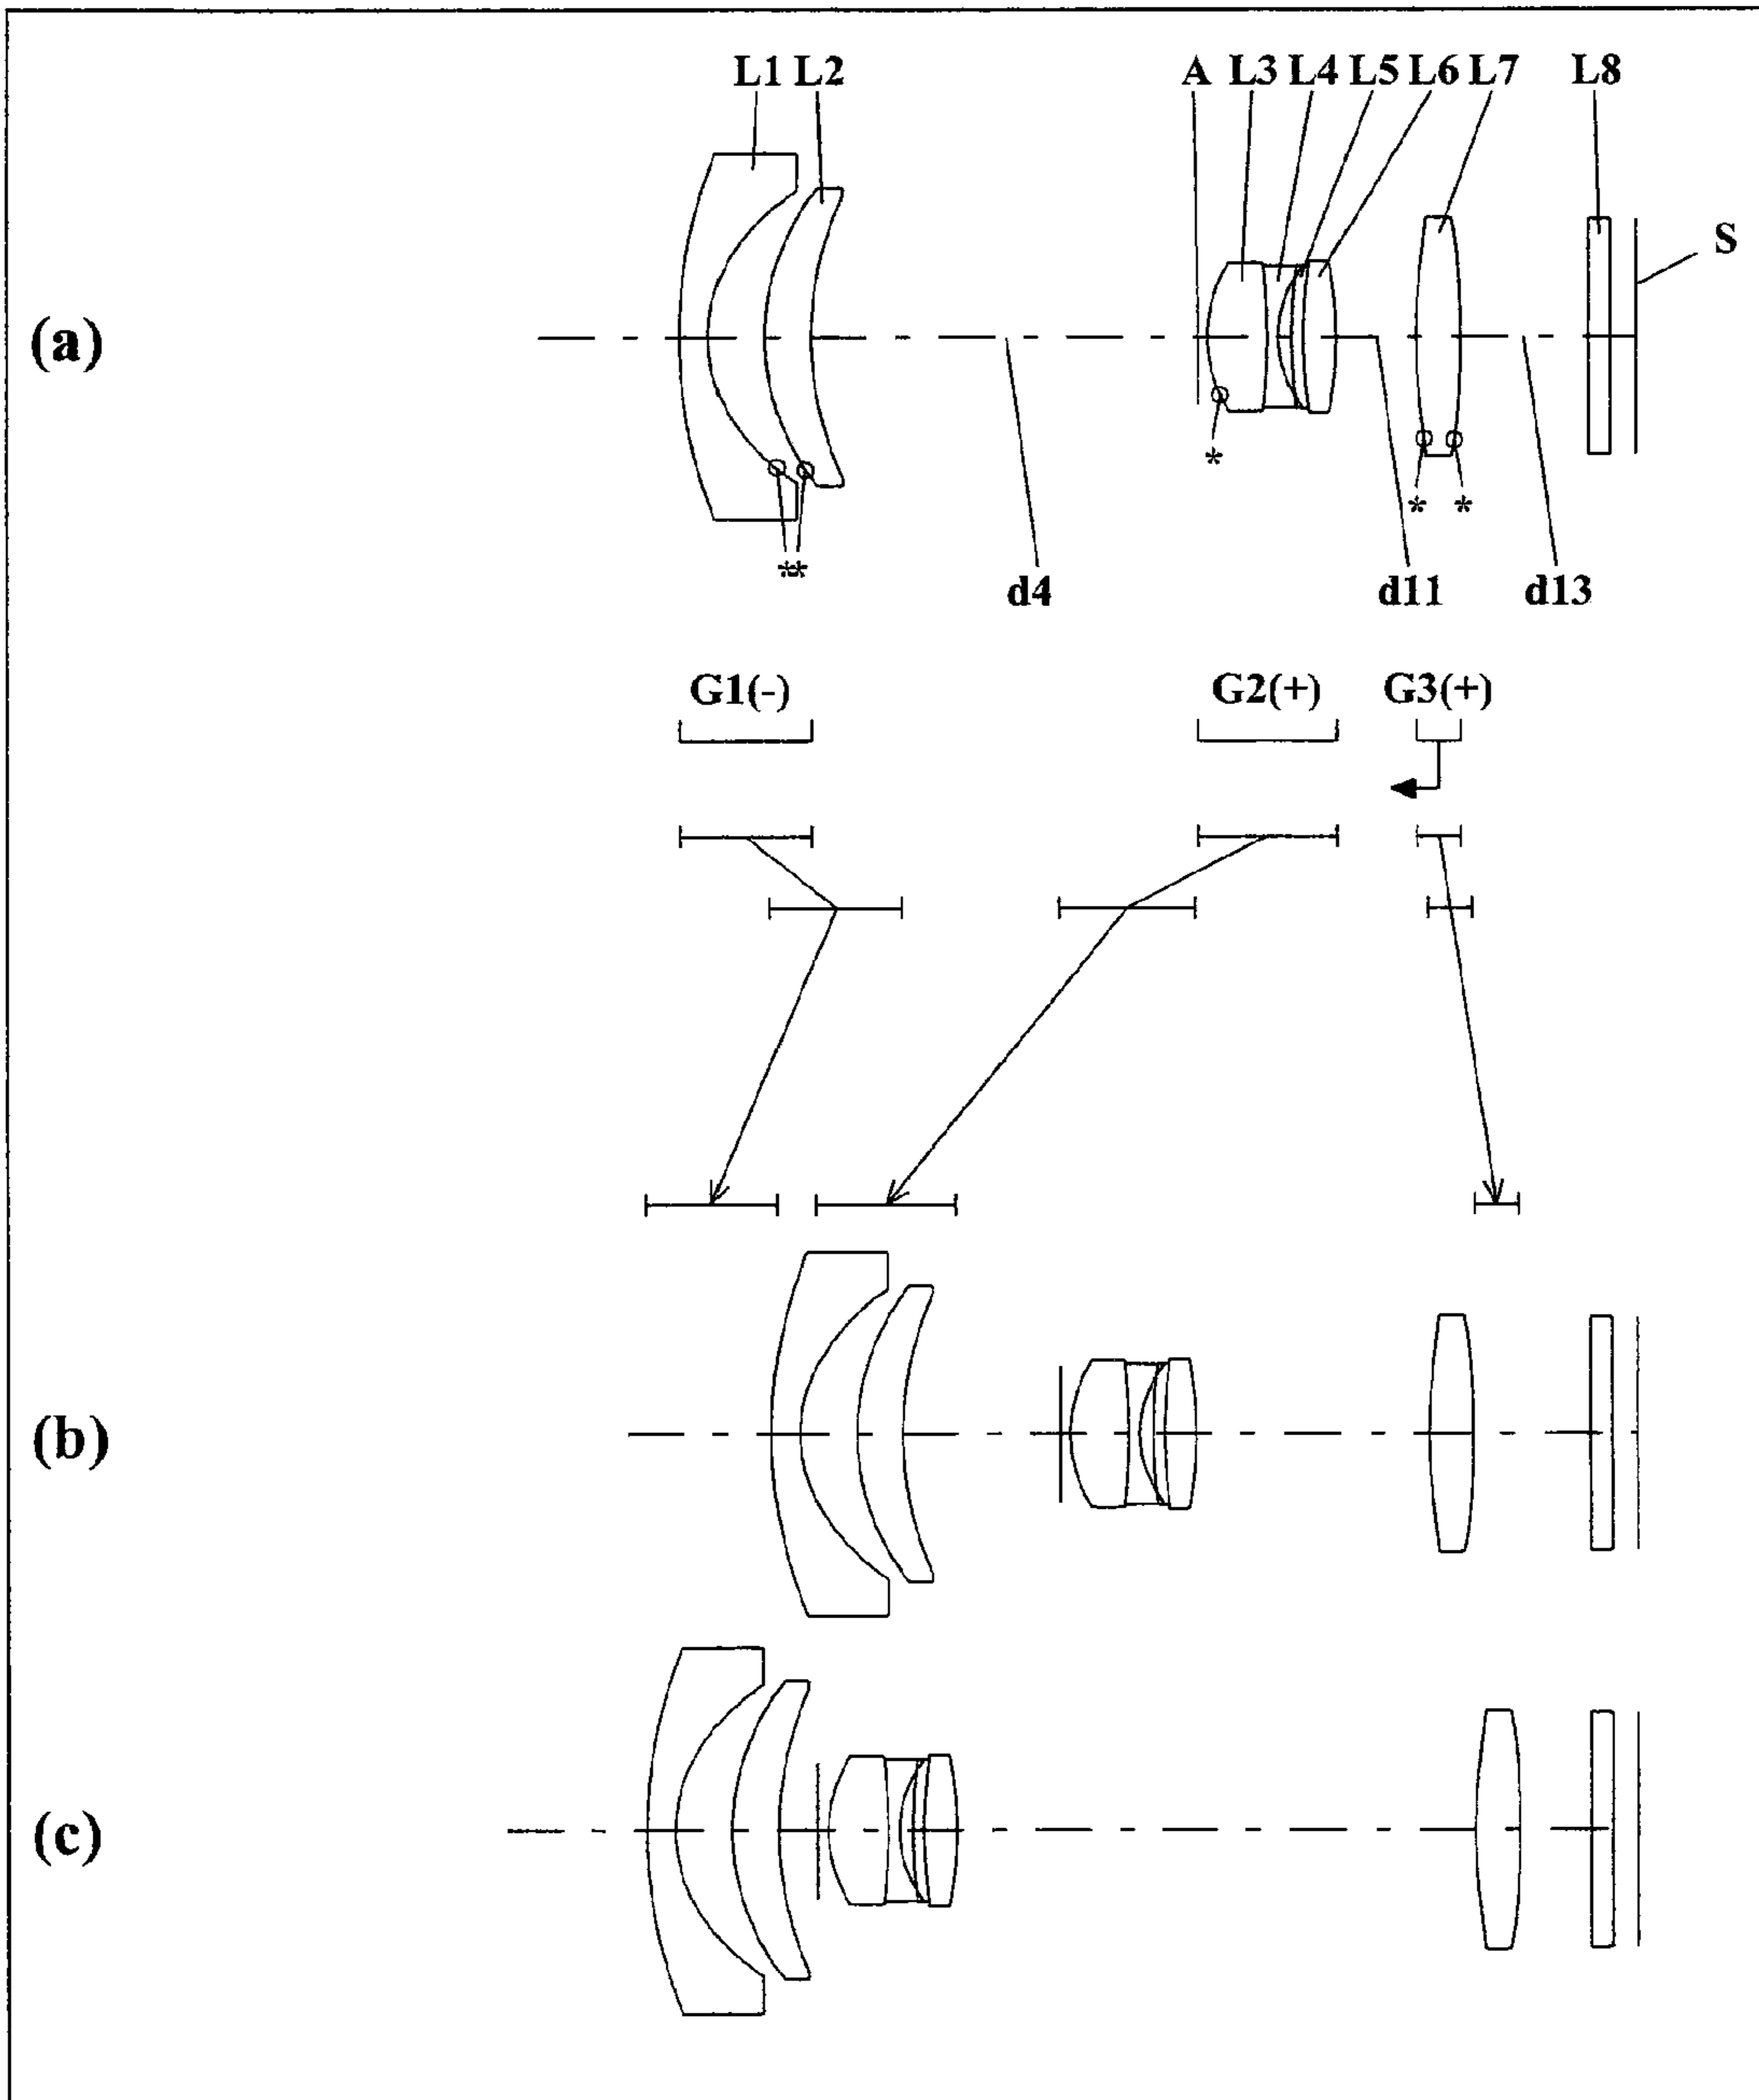 L1 L2 A L3 L4 L5 L6 L7 L8
S
(a)
*
* *
* *
d4 d11 d13
G1(-) G2(+) G3(+)
(b)
(c)